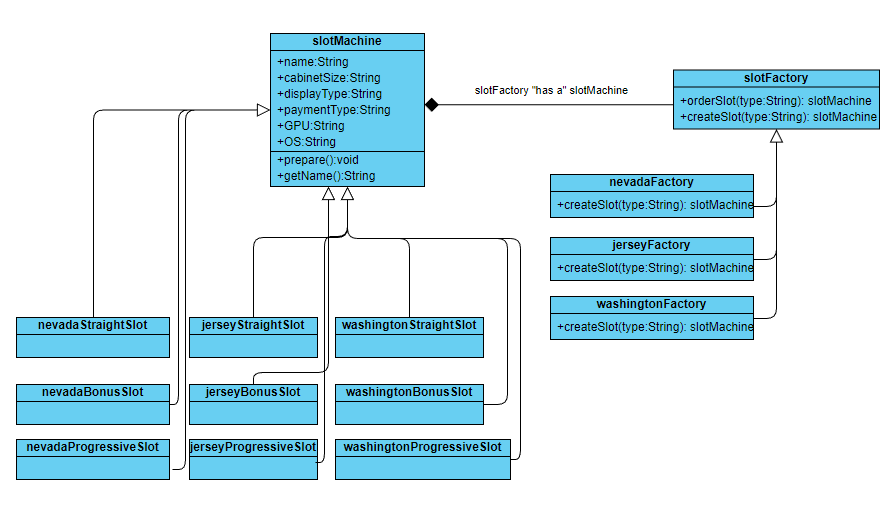 slotMachine
+name:String
+cabinetSize:String
+displayType:String
+paymentType:String
+GPU:String
+OS:String
+prepare():void
+getName():String
slotFactory "has a" slotMachine
slotFactory
+orderSlot(type:String): slotMachine
+createSlot(type:String): slotMachine
nevadaFactory
+createSlot(type:String): slotMachine
jerseyFactory
+createSlot(type:String): slotMachine
washingtonFactory
+createSlot(type:String): slotMachine
nevadaStraightSlot
jerseyStraightSlot
washingtonStraightSlot
nevadaBonusSlot
jerseyBonusSlot
washingtonBonusSlot
nevadaProgressiveSlot
jerseyProgressiveSlot
washingtonProgressiveSlot